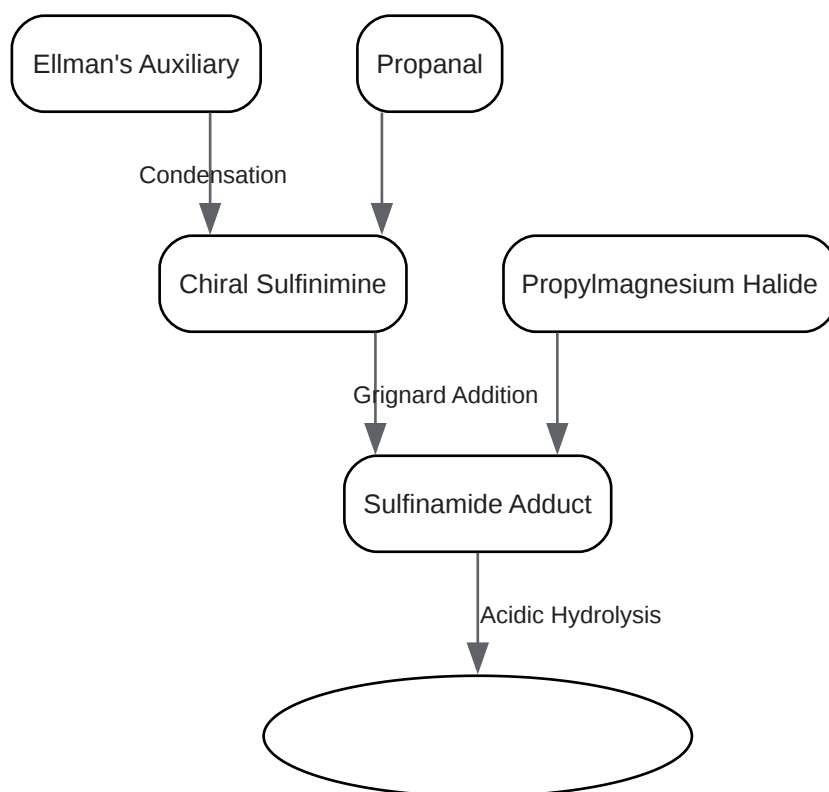 Ellman's Auxiliary
Propanal
Condensation
Chiral Sulfinimine
Propylmagnesium Halide
Grignard Addition
Sulfinamide Adduct
Acidic Hydrolysis